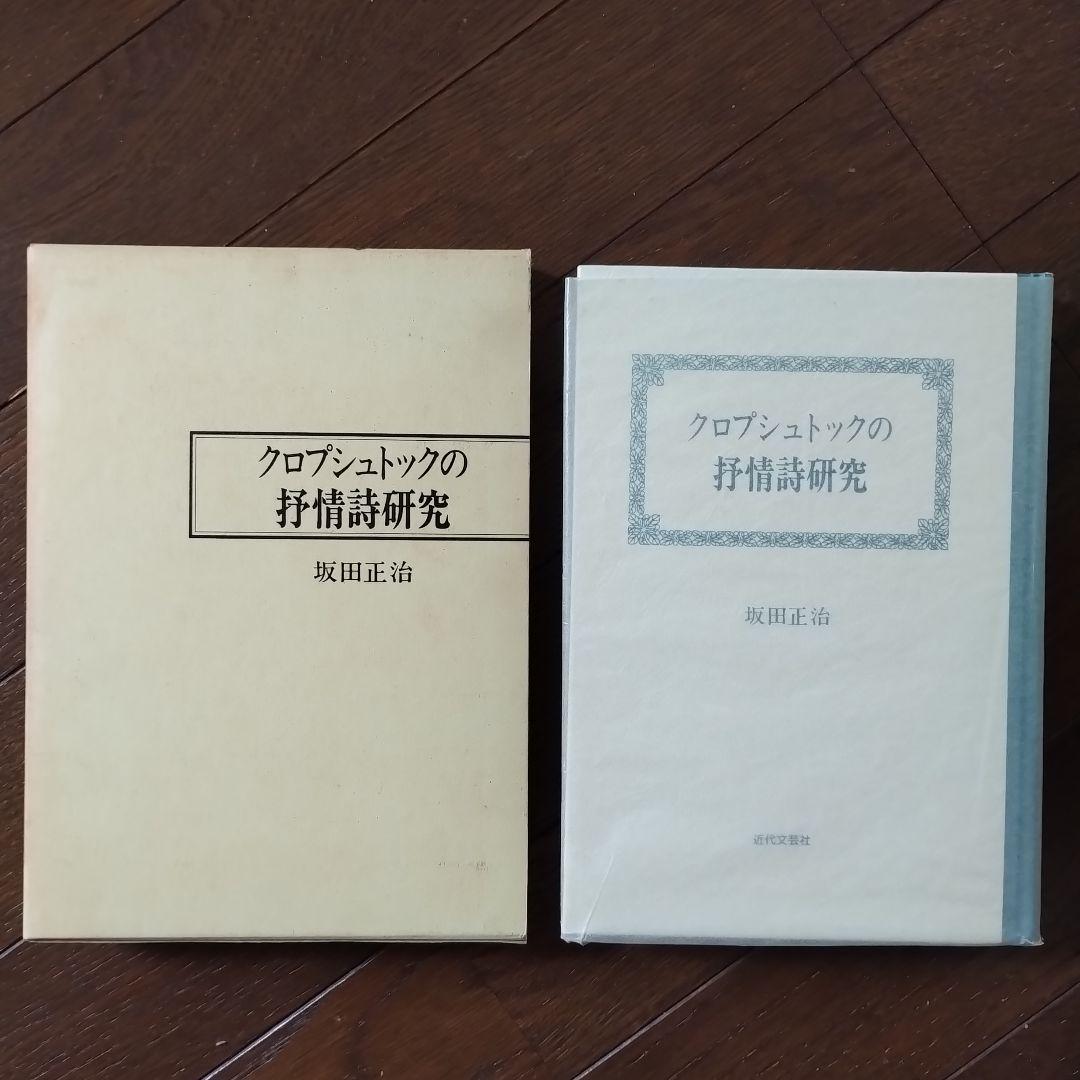 クロプシュトックの
抒情詩研究
坂田正治
クロプシュトックの
抒情詩研究
坂田正治
近代文芸社